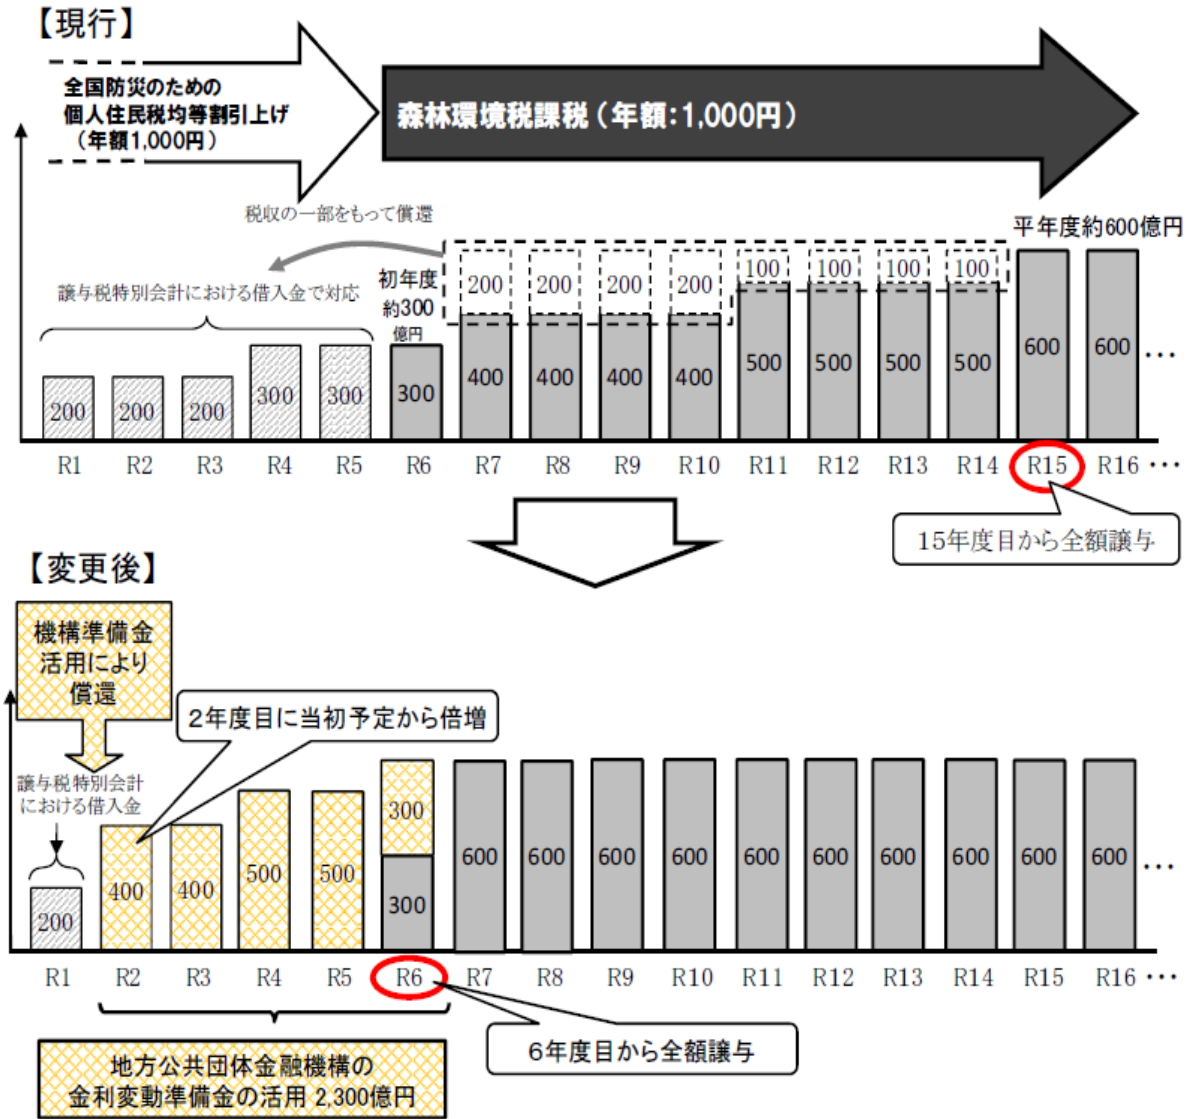 【現行】
全国防災のための
個人住民税均等割引上げ
（年額1,000円）
森林環境税課税（年額：1,000円）
税収の一部をもって償還
平年度約600億円
譲与税特別会計における借入金で対応
初年度
約300
億円
200 200 200 200 100 100 100 100
200 200 200 300 300 300 400 400 400 400 500 500 500 500 600 600 ･･･
R1 R2 R3 R4 R5 R6 R7 R8 R9 R10 R11 R12 R13 R14 R15 R16 ･･･
15年度目から全額譲与
【変更後】
機構準備金
活用により
償還
2年度目に当初予定から倍増
譲与税特別会計
における借入金
300
200 400 400 500 500 300 600 600 600 600 600 600 600 600 600 600 ･･･
R1 R2 R3 R4 R5 R6 R7 R8 R9 R10 R11 R12 R13 R14 R15 R16 ･･･
6年度目から全額譲与
地方公共団体金融機構の
金利変動準備金の活用 2,300億円